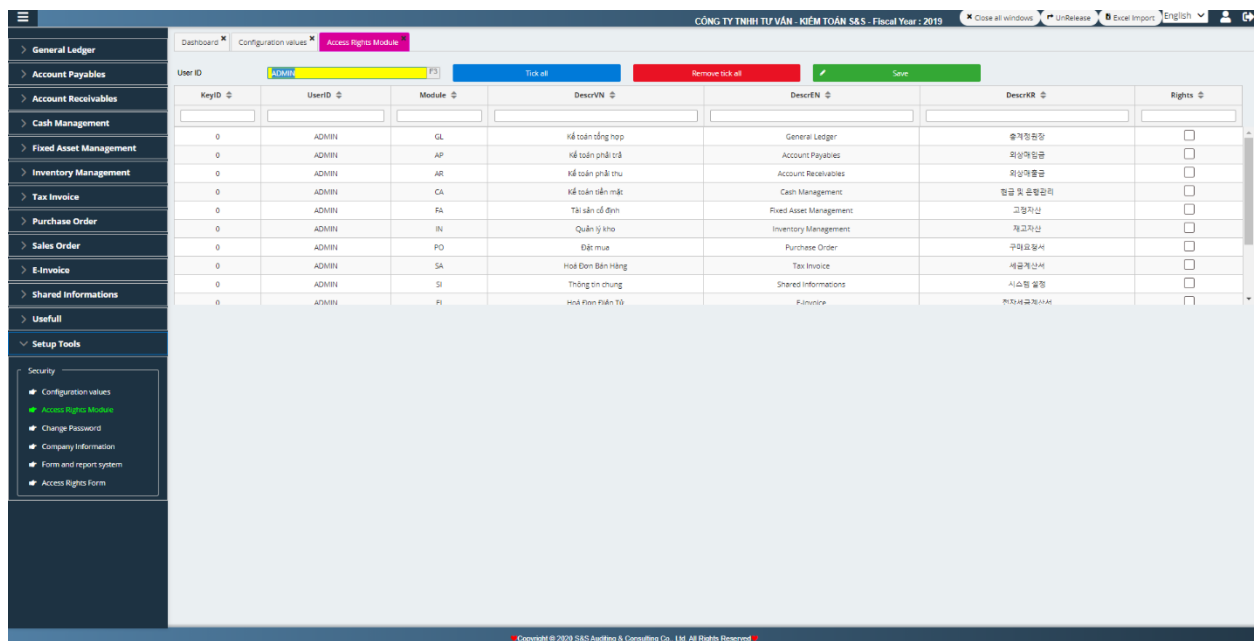 CÔNG TY TNHH TƯ VẤN - KIỂM TOÁN S&S - Fiscal Year : 2019
Close all windows UnRelease Excel Import English
General Ledger
Account Payables
Account Receivables
Cash Management
Fixed Asset Management
Inventory Management
Tax Invoice
Purchase Order
Sales Order
E-Invoice
Shared Informations
Usefull
Setup Tools
Security
Configuration values
Access Rights Module
Change Password
Company Information
Form and report system
Access Rights Form
Dashboard Configuration values Access Rights Module
User ID ADMIN F3 Tick all Remove tick all Save
KeyID UserID Module DescrVN DescrEN DescrKR Rights
0 ADMIN GL Kế toán tổng hợp General Ledger 총계정원장
0 ADMIN AP Kế toán phải trả Account Payables 외상매입금
0 ADMIN AR Kế toán phải thu Account Receivables 외상매출금
0 ADMIN CA Kế toán tiền mặt Cash Management 현금 및 은행관리
0 ADMIN FA Tài sản cố định Fixed Asset Management 고정자산
0 ADMIN IN Quản lý kho Inventory Management 재고자산
0 ADMIN PO Đặt mua Purchase Order 구매요청서
0 ADMIN SA Hoá Đơn Bán Hàng Tax Invoice 세금계산서
0 ADMIN SI Thông tin chung Shared Informations 시스템 설정
0 ADMIN EI Hoá Đơn Điện Tử E-Invoice 전자세금계산서
Copyright © 2020 S&S Auditing & Consulting Co., Ltd. All Rights Reserved